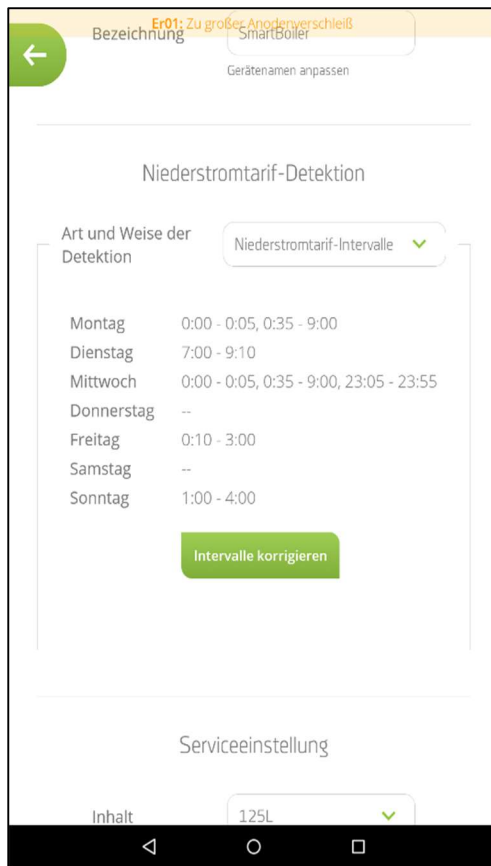 Er01: Zu großer Anodenverschleiß
Bezeichnung SmartBoiler
Gerätenamen anpassen
Niederstromtarif-Detektion
Art und Weise der
Detektion
Niederstromtarif-Intervalle
Montag 0:00 - 0:05, 0:35 - 9:00
Dienstag 7:00 - 9:10
Mittwoch 0:00 - 0:05, 0:35 - 9:00, 23:05 - 23:55
Donnerstag --
Freitag 0:10 - 3:00
Samstag --
Sonntag 1:00 - 4:00
Intervalle korrigieren
Serviceeinstellung
Inhalt 125L